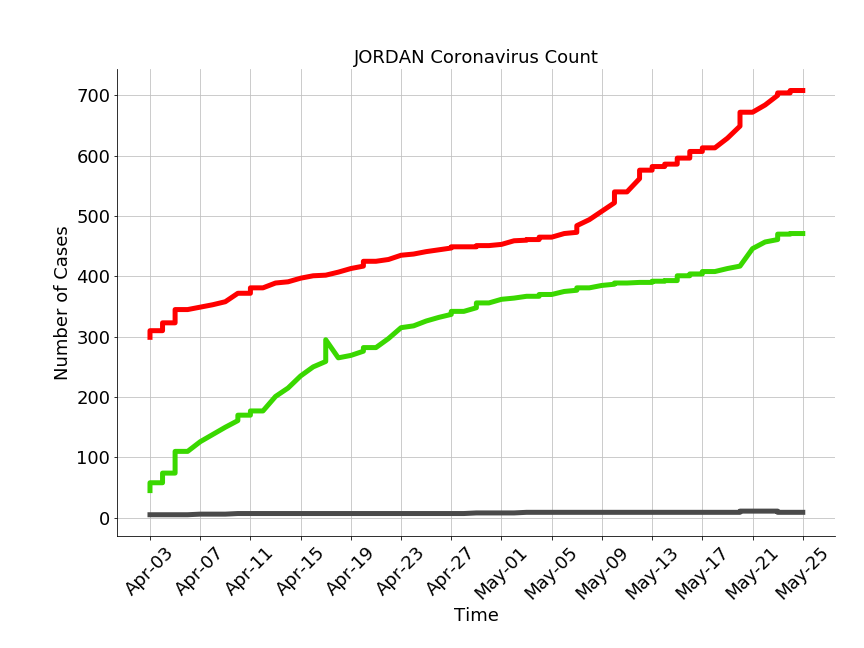 JORDAN Coronavirus Count
Number of Cases
700
600
500
400
300
200
100
0
Apr-03
Apr-07
Apr-11
Apr-15
Apr-19
Apr-23
Apr-27
May-01
May-05
May-09
May-13
May-17
May-21
May-25
Time